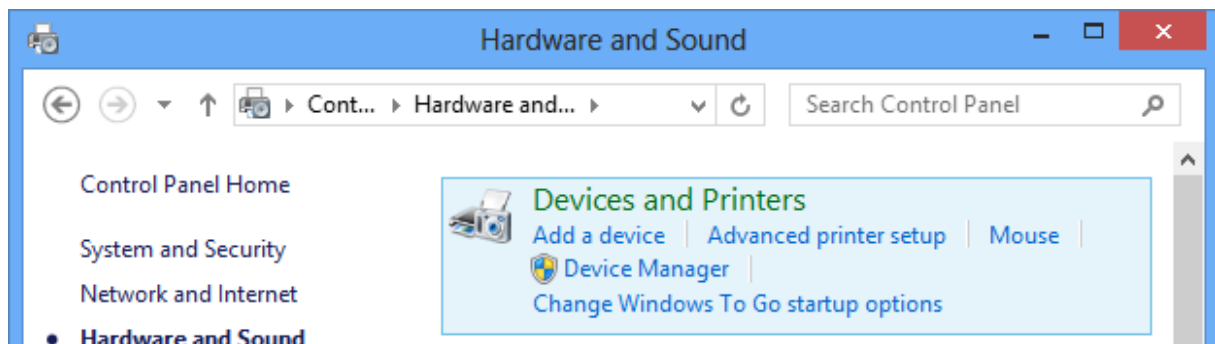 Hardware and Sound
Cont... Hardware and...
Search Control Panel
Control Panel Home
System and Security
Network and Internet
Hardware and Sound
Devices and Printers
Add a device Advanced printer setup Mouse
Device Manager
Change Windows To Go startup options